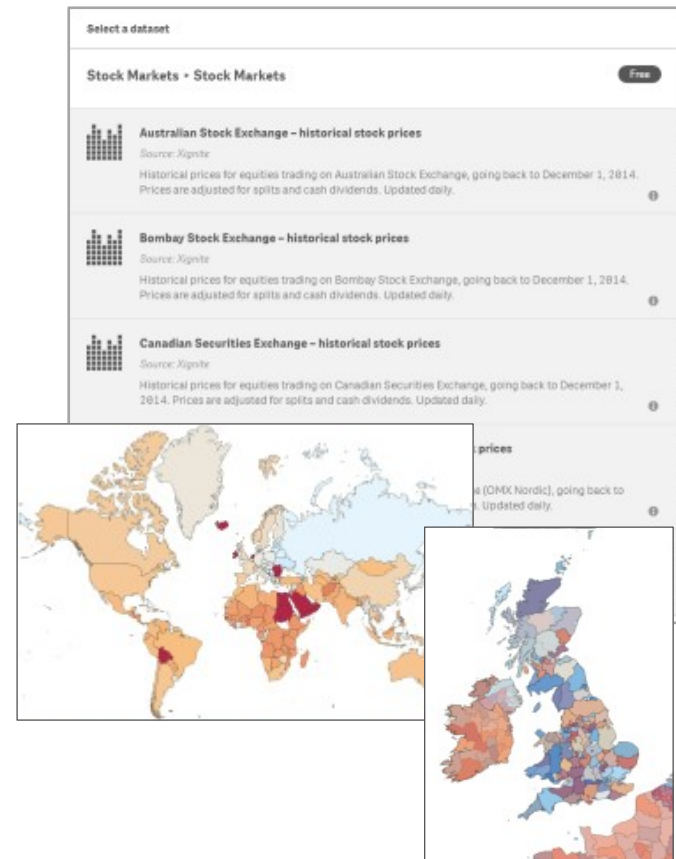 Select a dataset
Stock Markets • Stock Markets
Free
Australian Stock Exchange – historical stock prices
Source: Xignite
Historical prices for equities trading on Australian Stock Exchange, going back to December 1, 2014.
Prices are adjusted for splits and cash dividends. Updated daily.
Bombay Stock Exchange – historical stock prices
Source: Xignite
Historical prices for equities trading on Bombay Stock Exchange, going back to December 1, 2014.
Prices are adjusted for splits and cash dividends. Updated daily.
Canadian Securities Exchange – historical stock prices
Source: Xignite
Historical prices for equities trading on Canadian Securities Exchange, going back to December 1,
2014. Prices are adjusted for splits and cash dividends. Updated daily.
prices
(OMX Nordic), going back to
Updated daily.